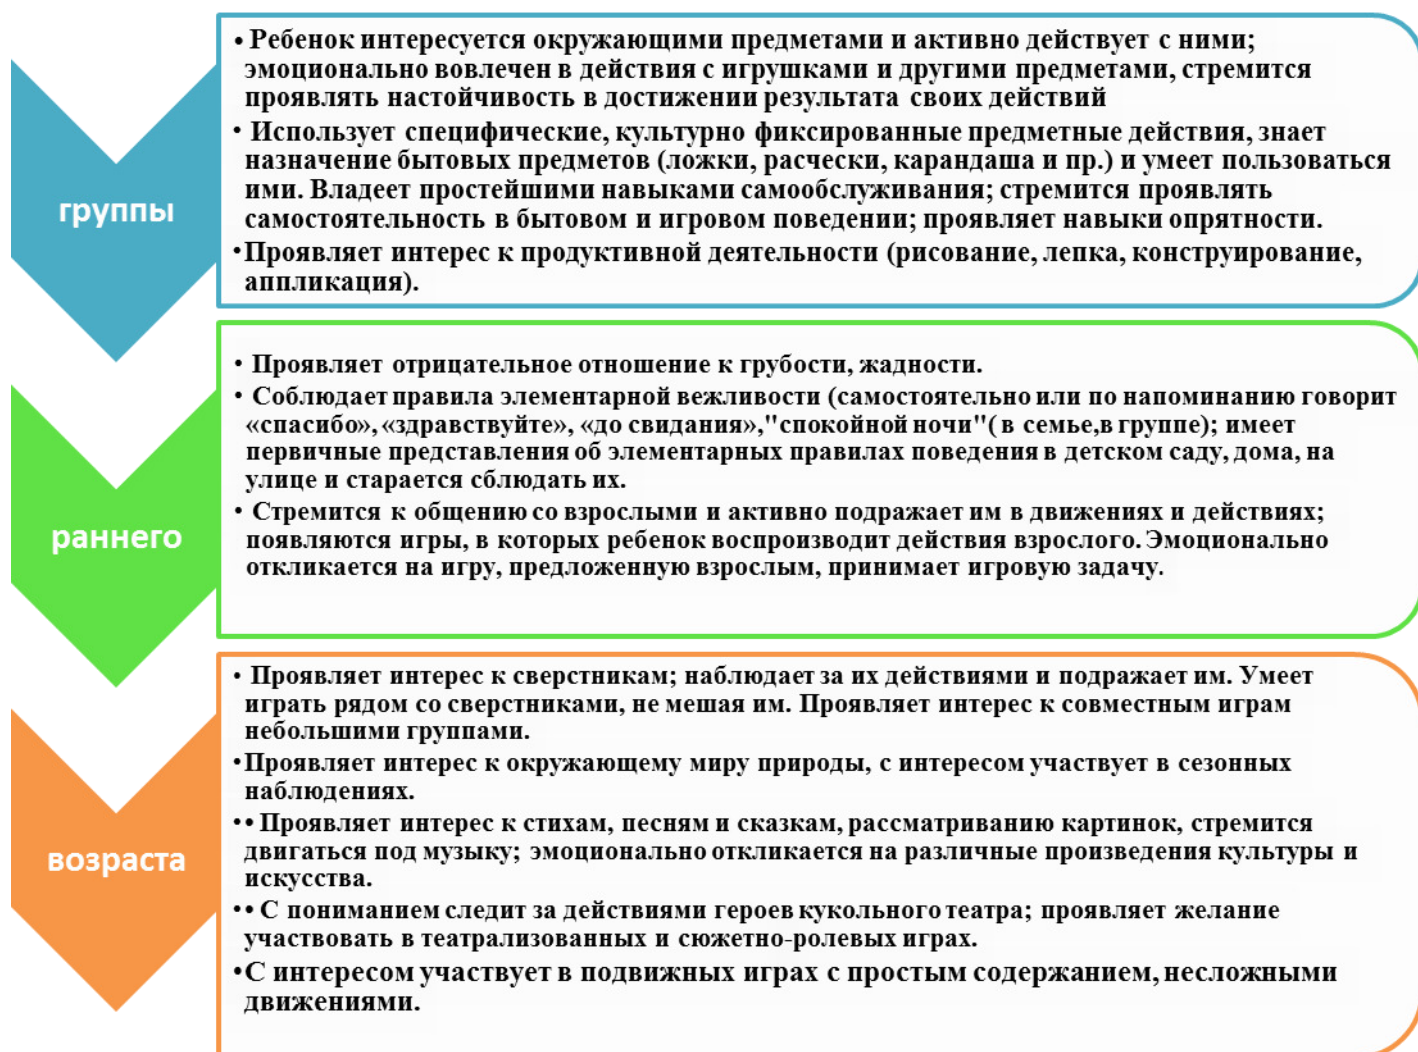 группы
• Ребенок интересуется окружающими предметами и активно действует с ними;
эмоционально вовлечен в действия с игрушками и другими предметами, стремится
проявлять настойчивость в достижении результата своих действий
• Использует специфические, культурно фиксированные предметные действия, знает
назначение бытовых предметов (ложки, расчески, карандаша и пр.) и умеет пользоваться
ими. Владеет простейшими навыками самообслуживания; стремится проявлять
самостоятельность в бытовом и игровом поведении; проявляет навыки опрятности.
•Проявляет интерес к продуктивной деятельности (рисование, лепка, конструирование,
аппликация).
раннего
• Проявляет отрицательное отношение к грубости, жадности.
• Соблюдает правила элементарной вежливости (самостоятельно или по напоминанию говорит
«спасибо», «здравствуйте», «до свидания»,"спокойной ночи"( в семье,в группе); имеет
первичные представления об элементарных правилах поведения в детском саду, дома, на
улице и старается сблюдать их.
• Стремится к общению со взрослыми и активно подражает им в движениях и действиях;
появляются игры, в которых ребенок воспроизводит действия взрослого. Эмоционально
откликается на игру, предложенную взрослым, принимает игровую задачу.
возраста
• Проявляет интерес к сверстникам; наблюдает за их действиями и подражает им. Умеет
играть рядом со сверстниками, не мешая им. Проявляет интерес к совместным играм
небольшими группами.
•Проявляет интерес к окружающему миру природы, с интересом участвует в сезонных
наблюдениях.
•• Проявляет интерес к стихам, песням и сказкам, рассматриванию картинок, стремится
двигаться под музыку; эмоционально откликается на различные произведения культуры и
искусства.
•• С пониманием следит за действиями героев кукольного театра; проявляет желание
участвовать в театрализованных и сюжетно-ролевых играх.
•С интересом участвует в подвижных играх с простым содержанием, несложными
движениями.